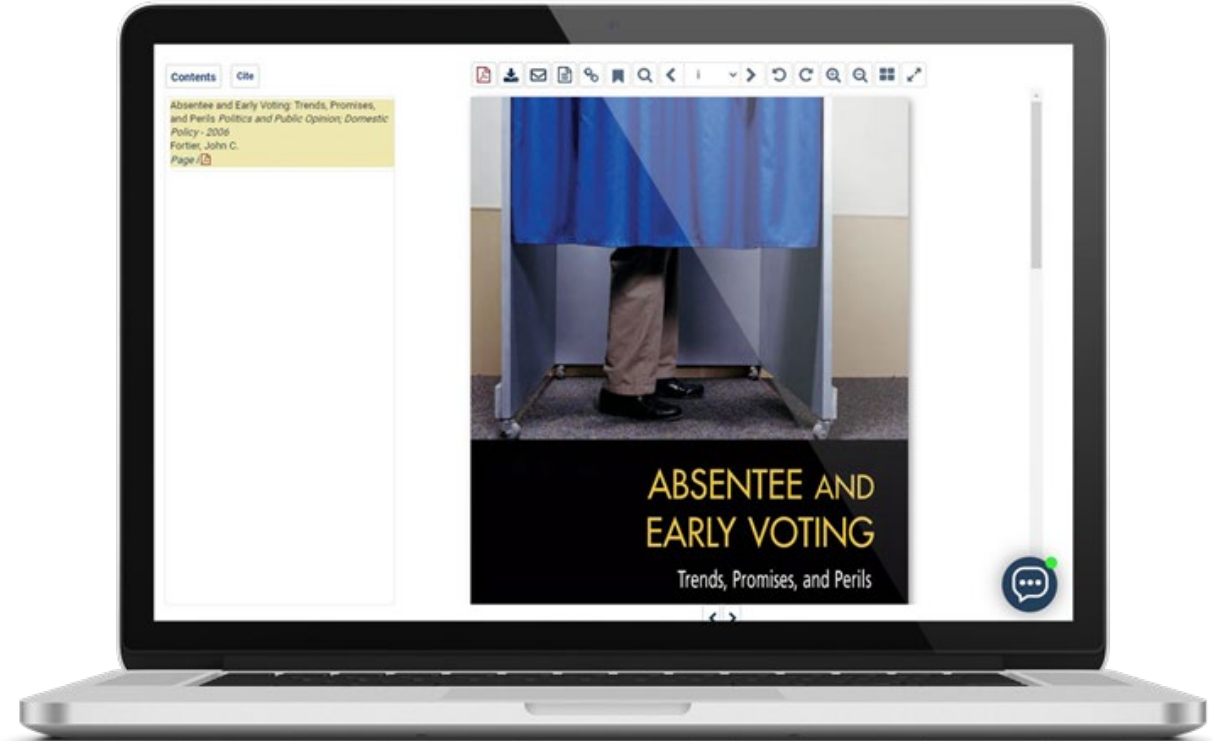 Contents Cite
Absentee and Early Voting: Trends, Promises,
and Perils Politics and Public Opinion; Domestic
Policy - 2006
Fortier, John C.
Page i
i
ABSENTEE AND
EARLY VOTING
Trends, Promises, and Perils